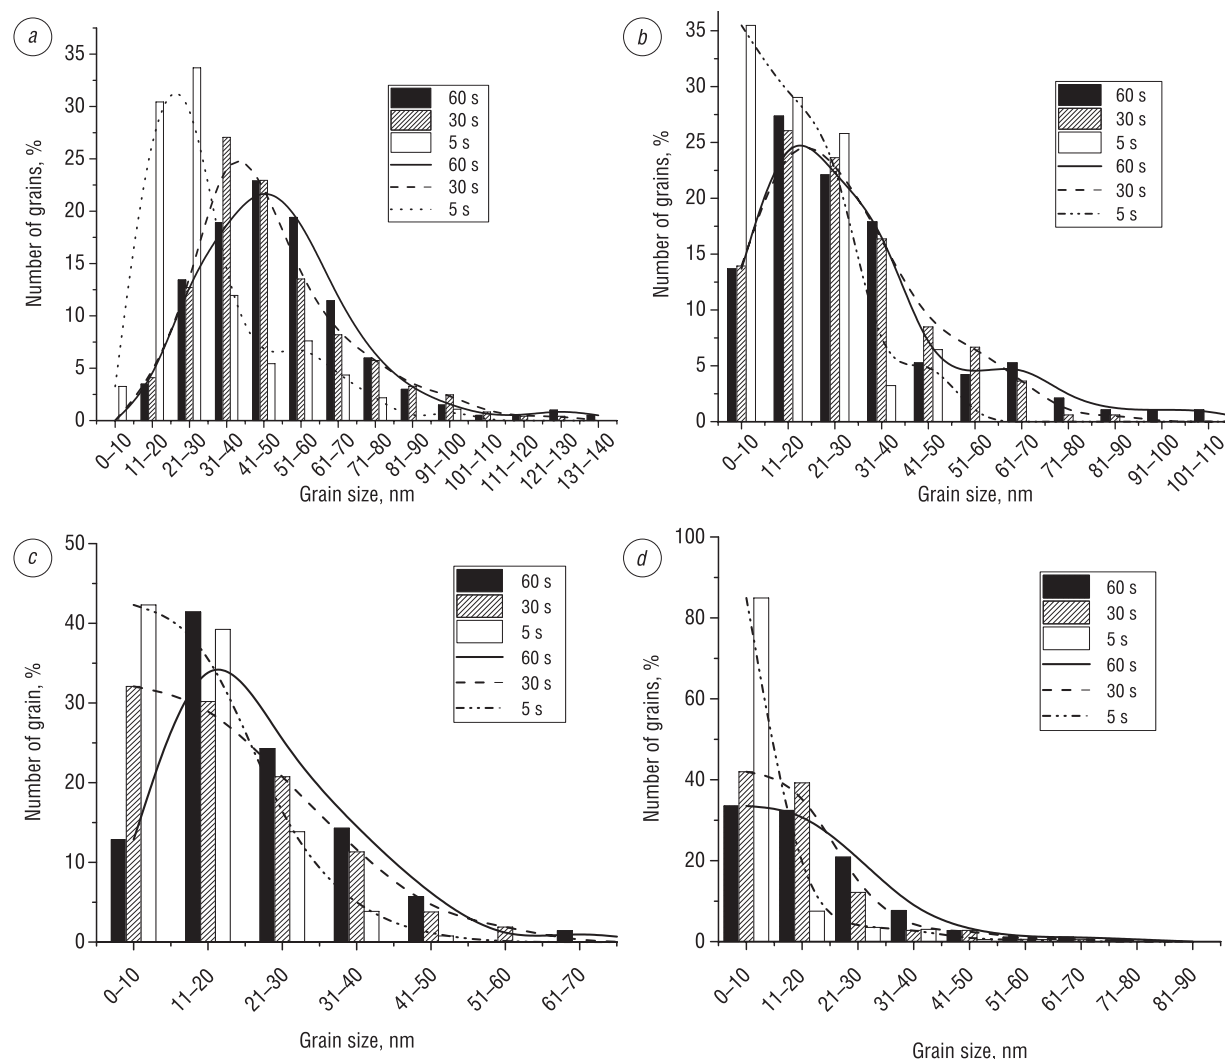 a
Number of grains, %
35
30
25
20
15
10
5
0
60 s
30 s
5 s
60 s
30 s
5 s
0–10
11–20
21–30
31–40
41–50
51–60
61–70
71–80
81–90
91–100
101–110
111–120
121–130
131–140
Grain size, nm
b
Number of grains, %
35
30
25
20
15
10
5
0
60 s
30 s
5 s
60 s
30 s
5 s
0–10
11–20
21–30
31–40
41–50
51–60
61–70
71–80
81–90
91–100
101–110
Grain size, nm
c
Number of grain, %
50
40
30
20
10
0
60 s
30 s
5 s
60 s
30 s
5 s
0–10
11–20
21–30
31–40
41–50
51–60
61–70
Grain size, nm
d
Number of grains, %
100
80
60
40
20
0
60 s
30 s
5 s
60 s
30 s
5 s
0–10
11–20
21–30
31–40
41–50
51–60
61–70
71–80
81–90
Grain size, nm